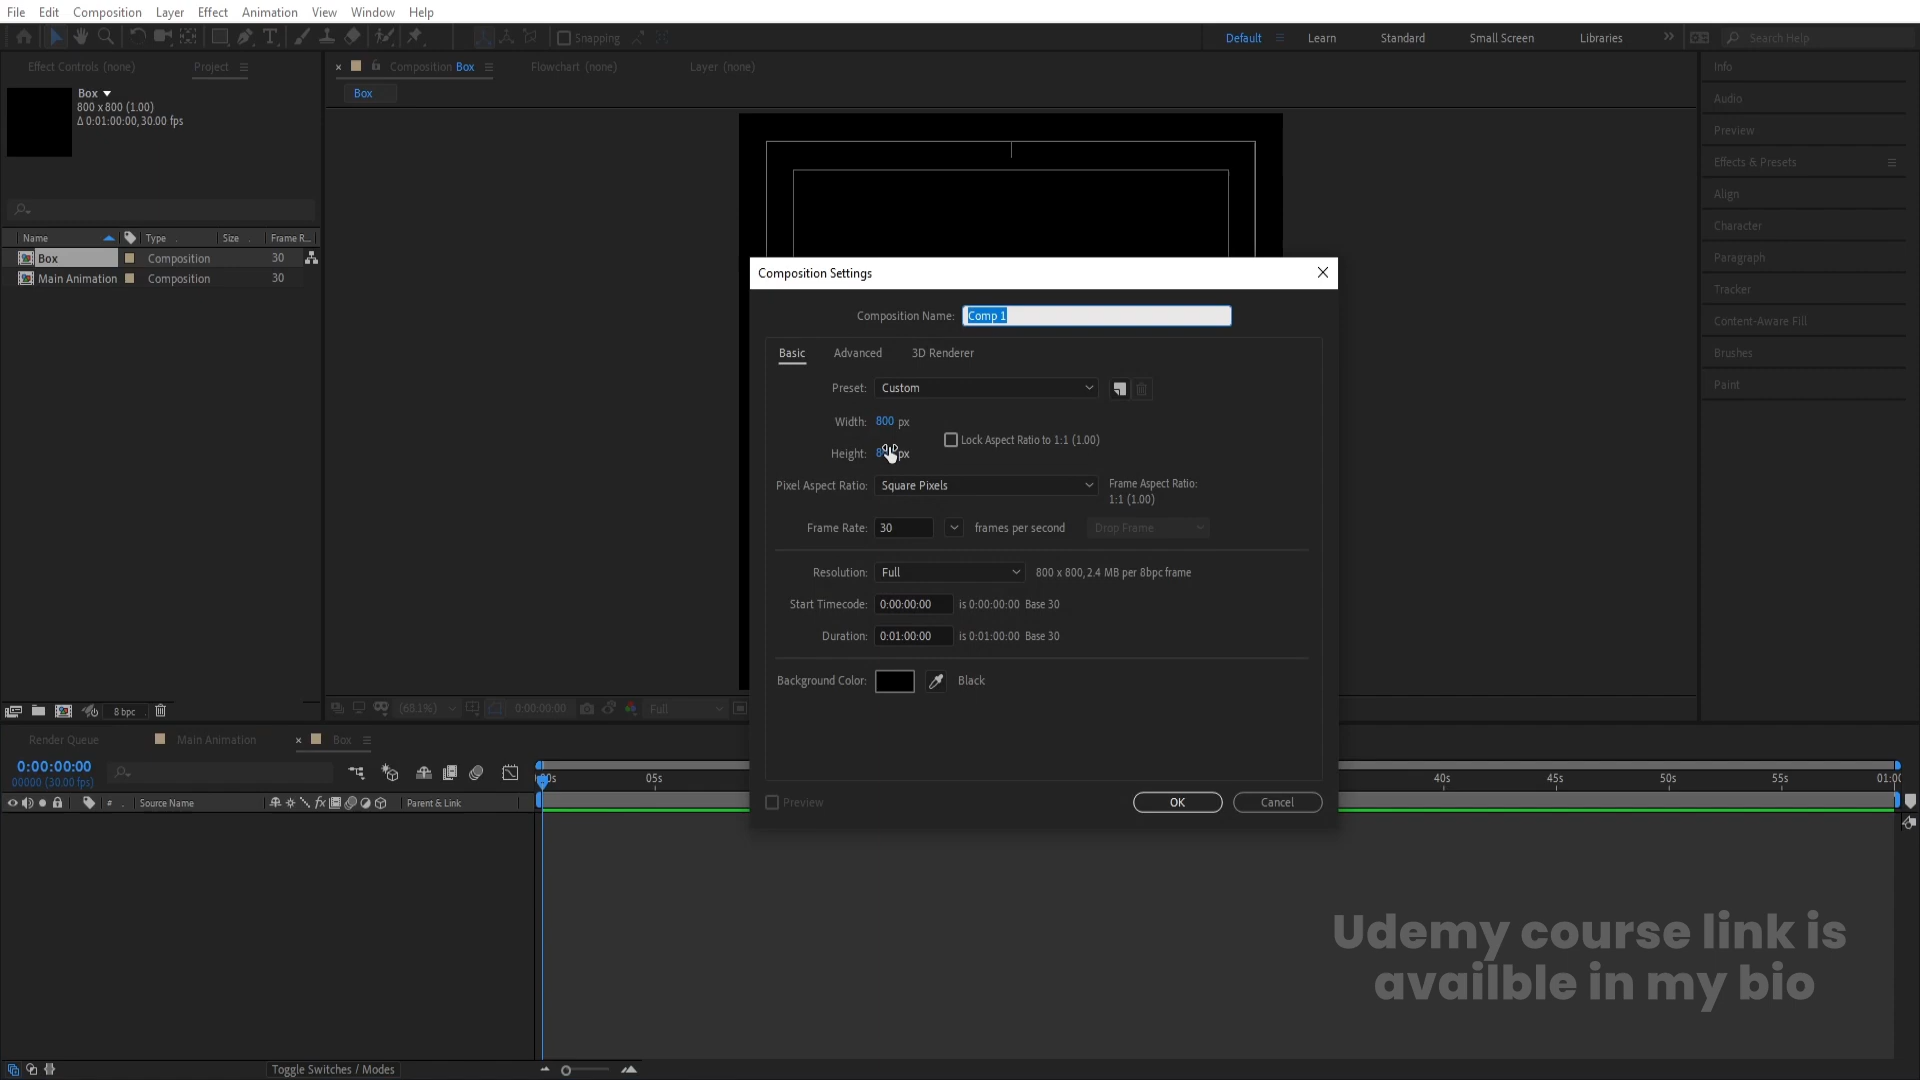 File Edit Composition Layer Effect Animation View Window Help
Snapping
Default Learn Standard Small Screen Libraries Search Help
Effect Controls (none) Project
Composition Box Flowchart (none) Layer (none)
Box
Box
800 x 800 (1.00)
Δ 0:01:00:00, 30.00 fps
Name Type Size Frame R...
Box Composition 30
Main Animation Composition 30
8 bpc
Info
Audio
Preview
Effects & Presets
Align
Character
Paragraph
Tracker
Content-Aware Fill
Brushes
Paint
Composition Settings
Composition Name: Comp 1
Basic Advanced 3D Renderer
Preset: Custom
Width: 800 px
Lock Aspect Ratio to 1:1 (1.00)
Height: px
Pixel Aspect Ratio: Square Pixels
Frame Aspect Ratio:
1:1 (1.00)
Frame Rate: 30 frames per second Drop Frame
Resolution: Full 800 x 800, 2.4 MB per 8bpc frame
Start Timecode: 0:00:00:00 is 0:00:00:00 Base 30
Duration: 0:01:00:00 is 0:01:00:00 Base 30
Background Color: Black
Preview OK Cancel
(68.1%) 0:00:00:00 Full
Render Queue Main Animation Box
0:00:00:00
00000 (30.00 fps)
# Source Name fx Parent & Link
05s 40s 45s 50s 55s
Toggle Switches / Modes
Udemy course link is
availble in my bio